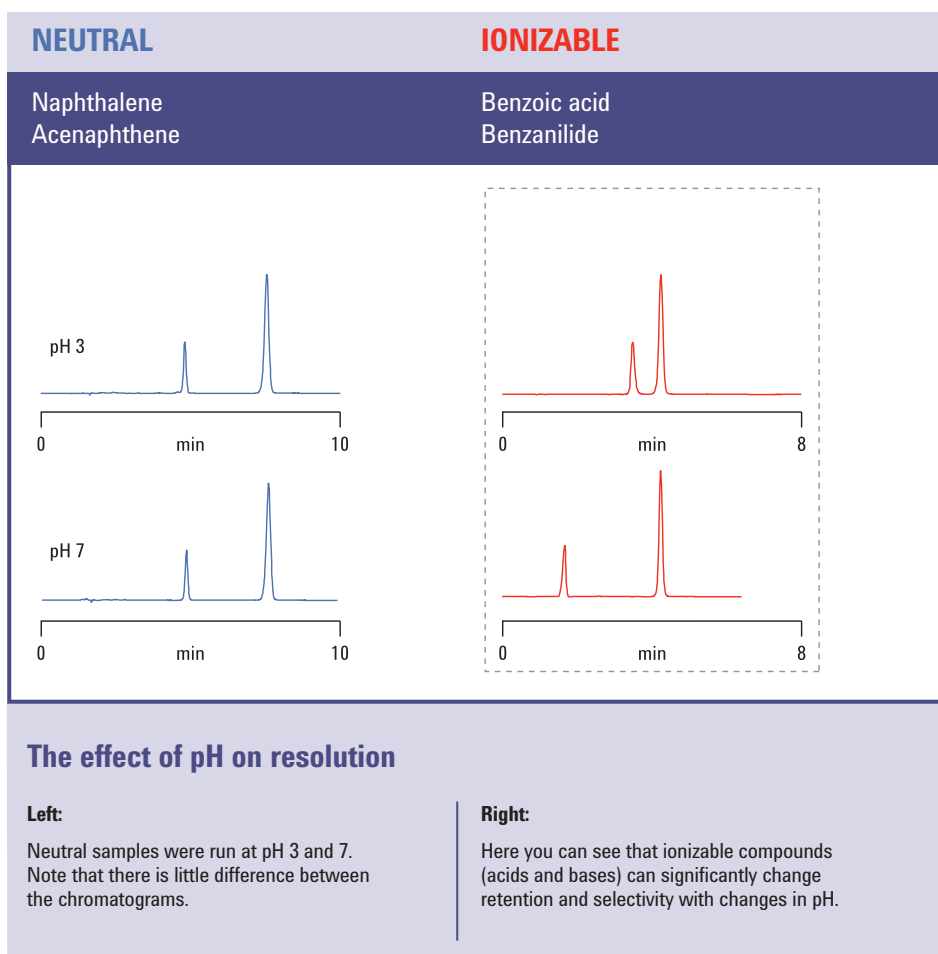 NEUTRAL
IONIZABLE
Naphthalene
Acenaphthene
Benzoic acid
Benzanilide
pH 3
0 min 10
0 min 8
pH 7
0 min 10
0 min 8
The effect of pH on resolution
Left:
Neutral samples were run at pH 3 and 7.
Note that there is little difference between
the chromatograms.
Right:
Here you can see that ionizable compounds
(acids and bases) can significantly change
retention and selectivity with changes in pH.